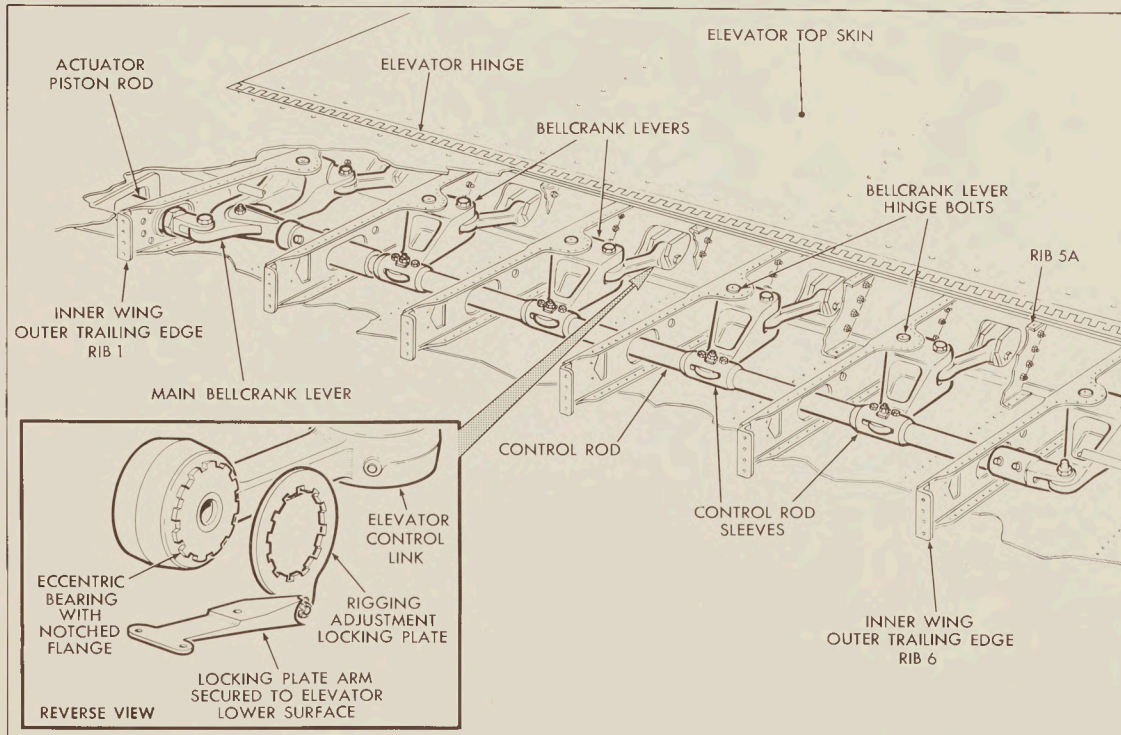 ELEVATOR TOP SKIN
ACTUATOR
PISTON ROD
ELEVATOR HINGE
BELLCRANK LEVERS
BELLCRANK LEVER
HINGE BOLTS
RIB 5A
INNER WING
OUTER TRAILING EDGE
RIB 1
MAIN BELLCRANK LEVER
CONTROL ROD
CONTROL ROD
SLEEVES
INNER WING
OUTER TRAILING EDGE
RIB 6
ELEVATOR
CONTROL
LINK
ECCENTRIC
BEARING
WITH
NOTCHED
FLANGE
RIGGING
ADJUSTMENT
LOCKING PLATE
LOCKING PLATE ARM
SECURED TO ELEVATOR
LOWER SURFACE
REVERSE VIEW